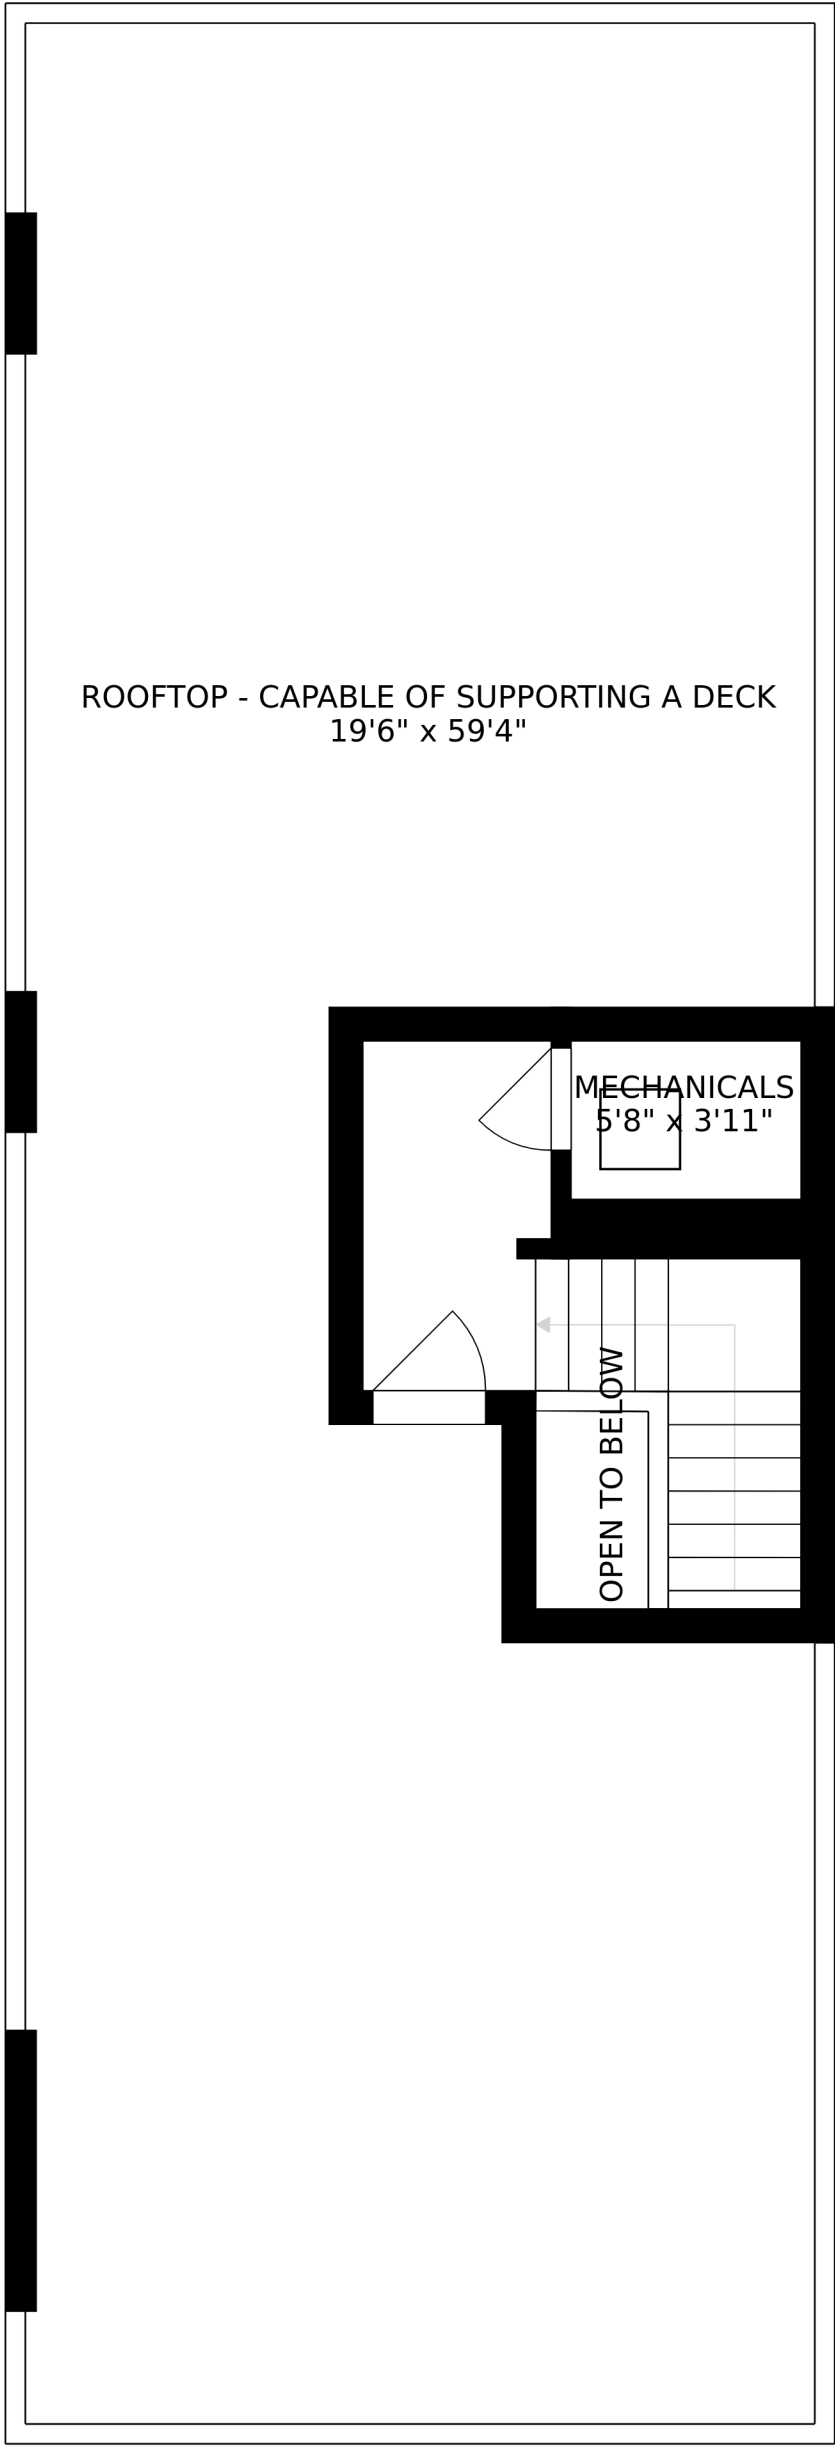 ROOFTOP - CAPABLE OF SUPPORTING A DECK
19'6" x 59'4"
MECHANICALS
5'8" x 3'11"
OPEN TO BELOW